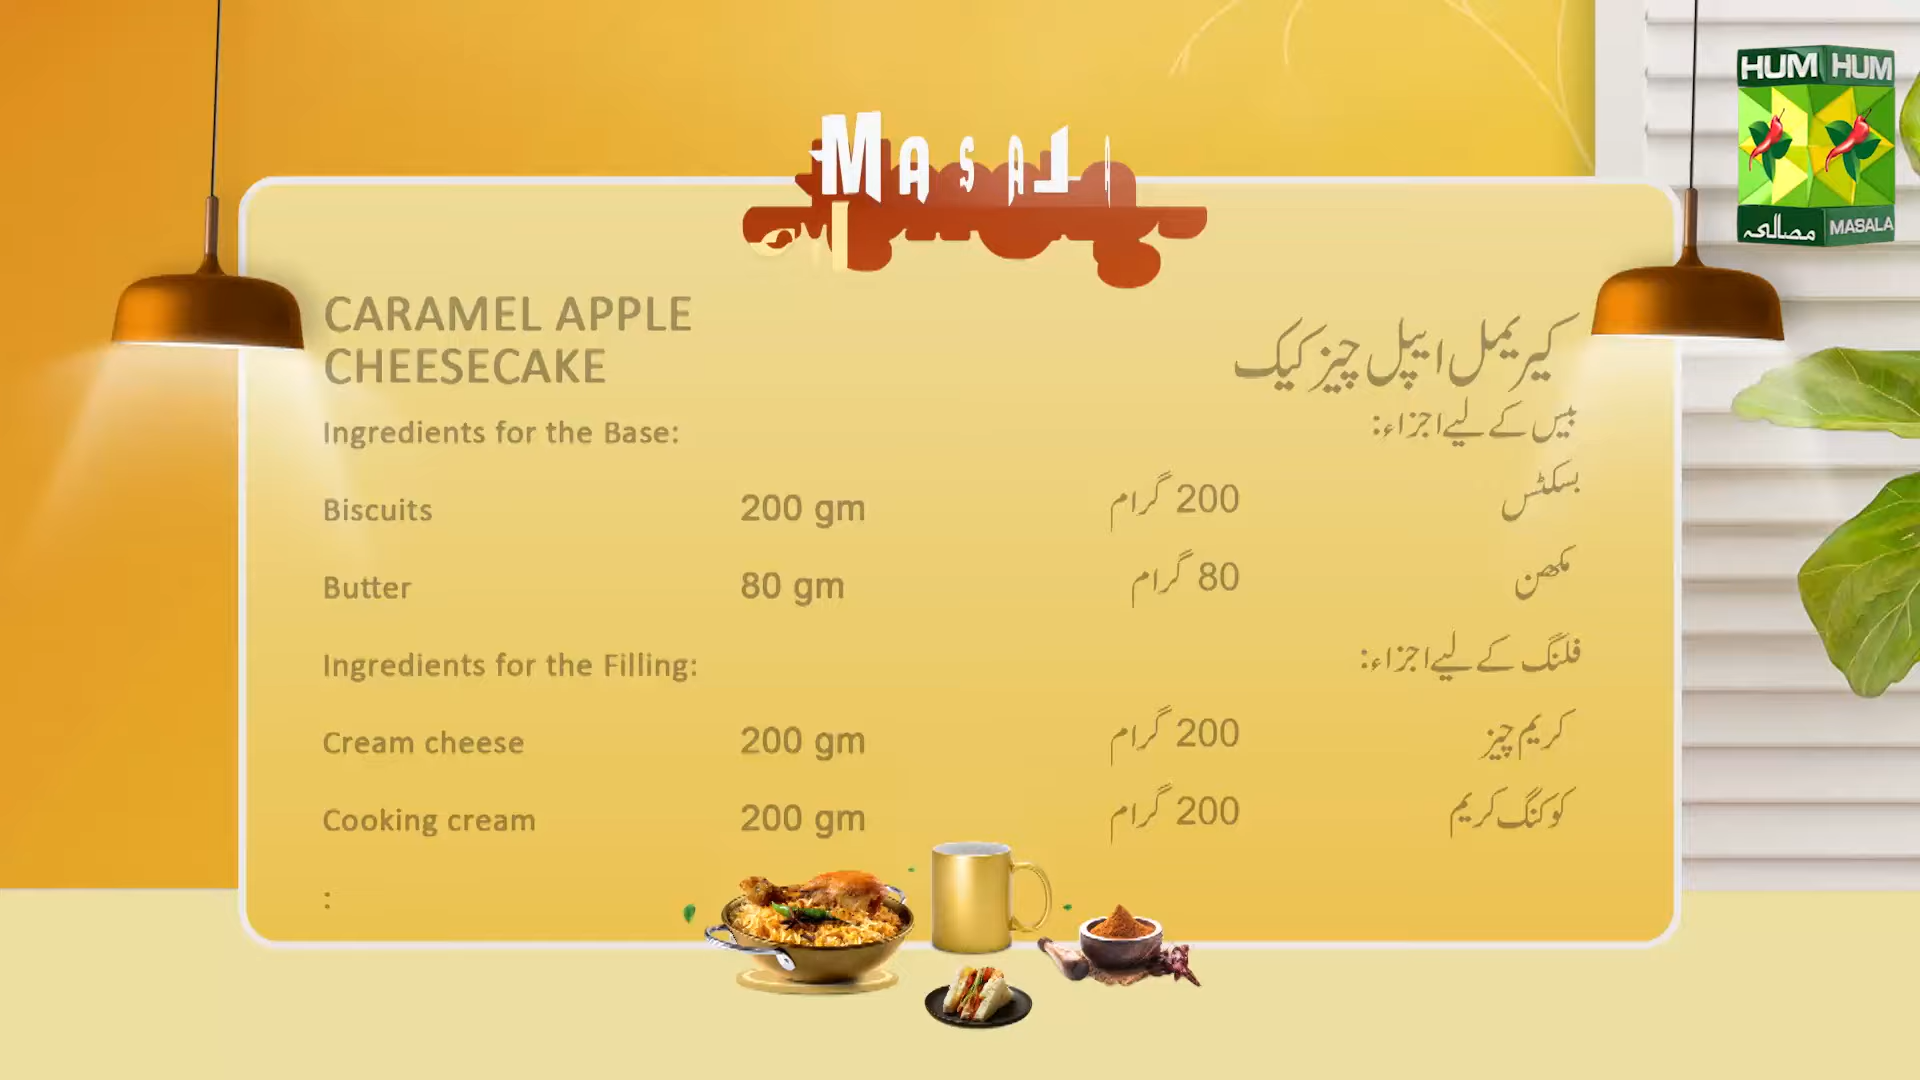 HUM HUM
مصالحہ MASALA
MASALA
CARAMEL APPLE
CHEESECAKE
کیریمل ایپل چیز کیک
Ingredients for the Base:
بیس کے لیے اجزاء:
Biscuits 200 gm 200 گرام بسکٹس
Butter 80 gm 80 گرام مکھن
Ingredients for the Filling:
فلنگ کے لیے اجزاء:
Cream cheese 200 gm 200 گرام کریم چیز
Cooking cream 200 gm 200 گرام کوکنگ کریم
: